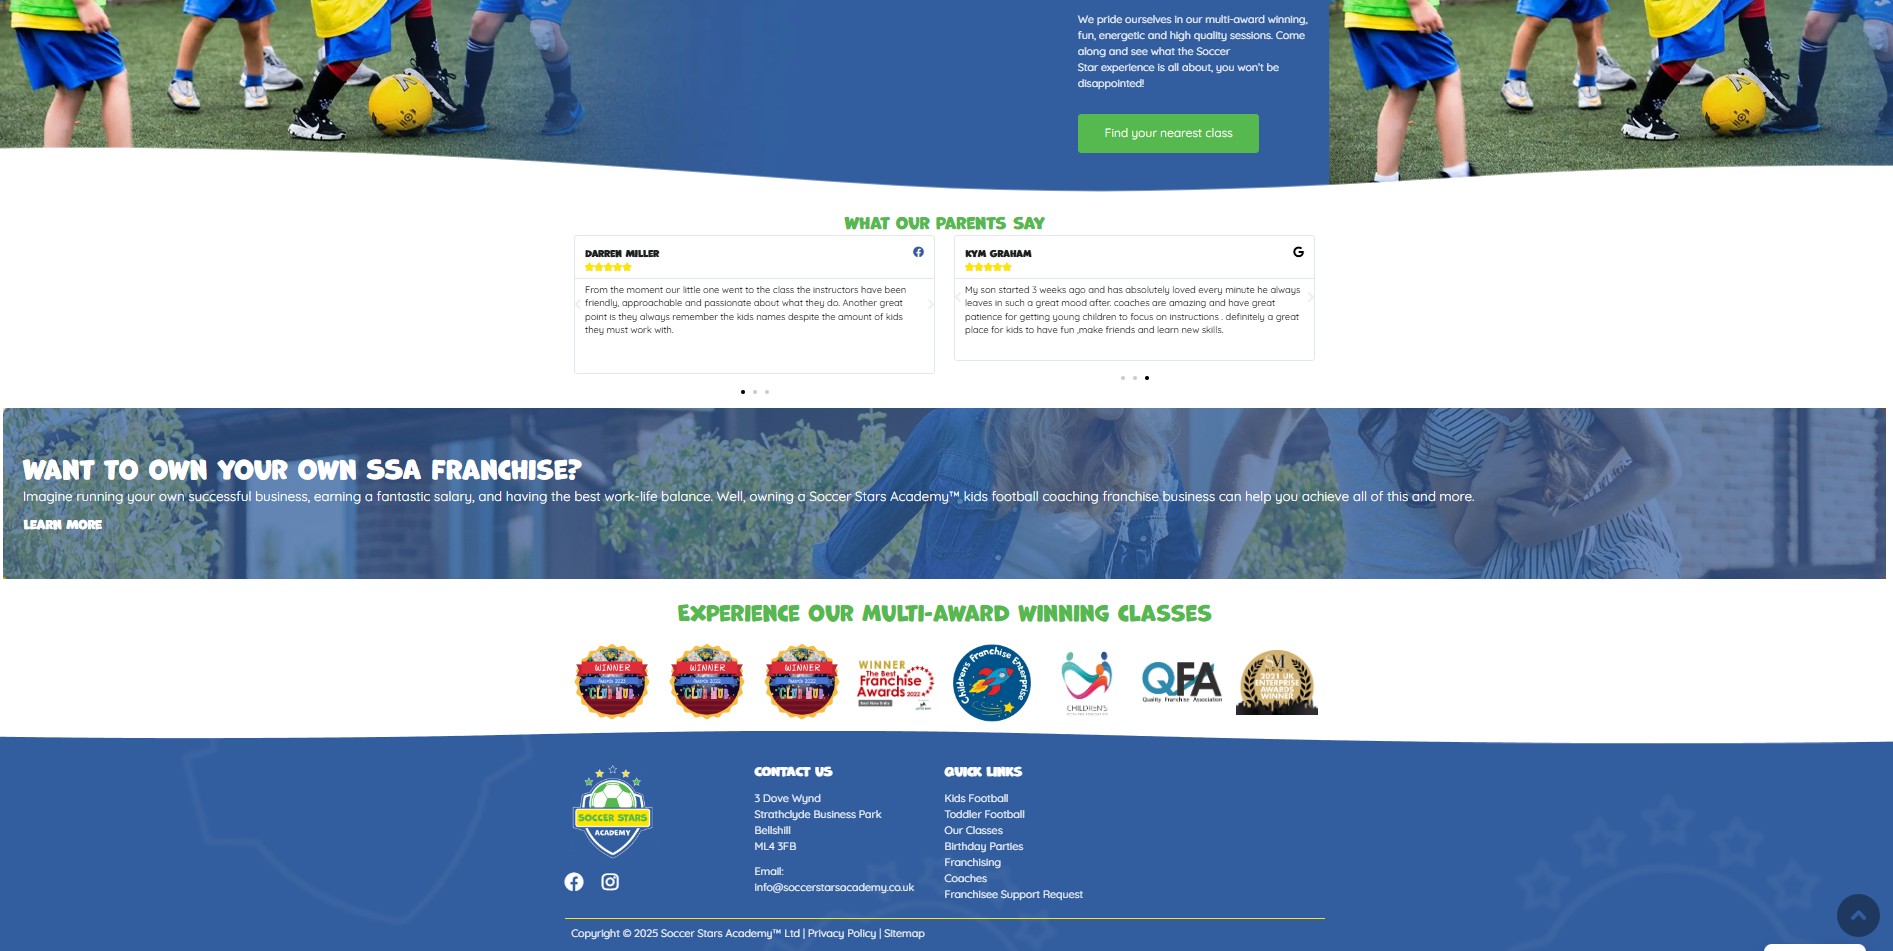 We pride ourselves in our multi-award winning,
fun, energetic and high quality sessions. Come
along and see what the Soccer
Star experience is all about, you won't be
disappointed!
Find your nearest class
WHAT OUR PARENTS SAY
DARREN MILLER
From the moment our little one went to the class the instructors have been
friendly, approachable and passionate about what they do. Another great
point is they always remember the kids names despite the amount of kids
they must work with.
KYM GRAHAM
My son started 3 weeks ago and has absolutely loved every minute he always
leaves in such a great mood after. coaches are amazing and have great
patience for getting young children to focus on instructions . definitely a great
place for kids to have fun ,make friends and learn new skills.
WANT TO OWN YOUR OWN SSA FRANCHISE?
Imagine running your own successful business, earning a fantastic salary, and having the best work-life balance. Well, owning a Soccer Stars Academy™ kids football coaching franchise business can help you achieve all of this and more.
LEARN MORE
EXPERIENCE OUR MULTI-AWARD WINNING CLASSES
WINNER
Awards 2023
CLUB HUB
WINNER
Awards 2022
CLUB HUB
WINNER
Awards 2022
CLUB HUB
WINNER
The Best
Franchise
Awards 2022
Children's Franchise Enterprise
CHILDREN'S
QFA
Quality Franchise Association
SM
2021 UK
ENTERPRISE
AWARDS
WINNER
SOCCER STARS
ACADEMY
CONTACT US
3 Dove Wynd
Strathclyde Business Park
Bellshill
ML4 3FB
Email:
info@soccerstarsacademy.co.uk
QUICK LINKS
Kids Football
Toddler Football
Our Classes
Birthday Parties
Franchising
Coaches
Franchisee Support Request
Copyright © 2025 Soccer Stars Academy™ Ltd | Privacy Policy | Sitemap